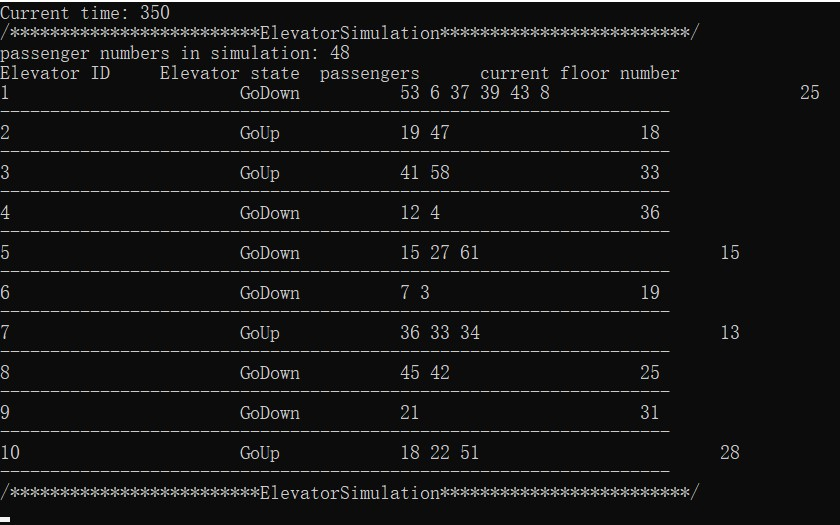 Current time: 350
/*************************ElevatorSimulation*************************/
passenger numbers in simulation: 48
Elevator ID     Elevator state  passengers      current floor number
1                       GoDown          53 6 37 39 43 8                         25
-------------------------------------------------------------------
2                       GoUp            19 47                   18
-------------------------------------------------------------------
3                       GoUp            41 58                   33
-------------------------------------------------------------------
4                       GoDown          12 4                    36
-------------------------------------------------------------------
5                       GoDown          15 27 61                        15
-------------------------------------------------------------------
6                       GoDown          7 3                     19
-------------------------------------------------------------------
7                       GoUp            36 33 34                        13
-------------------------------------------------------------------
8                       GoDown          45 42                   25
-------------------------------------------------------------------
9                       GoDown          21                      31
-------------------------------------------------------------------
10                      GoUp            18 22 51                        28
-------------------------------------------------------------------
/*************************ElevatorSimulation*************************/